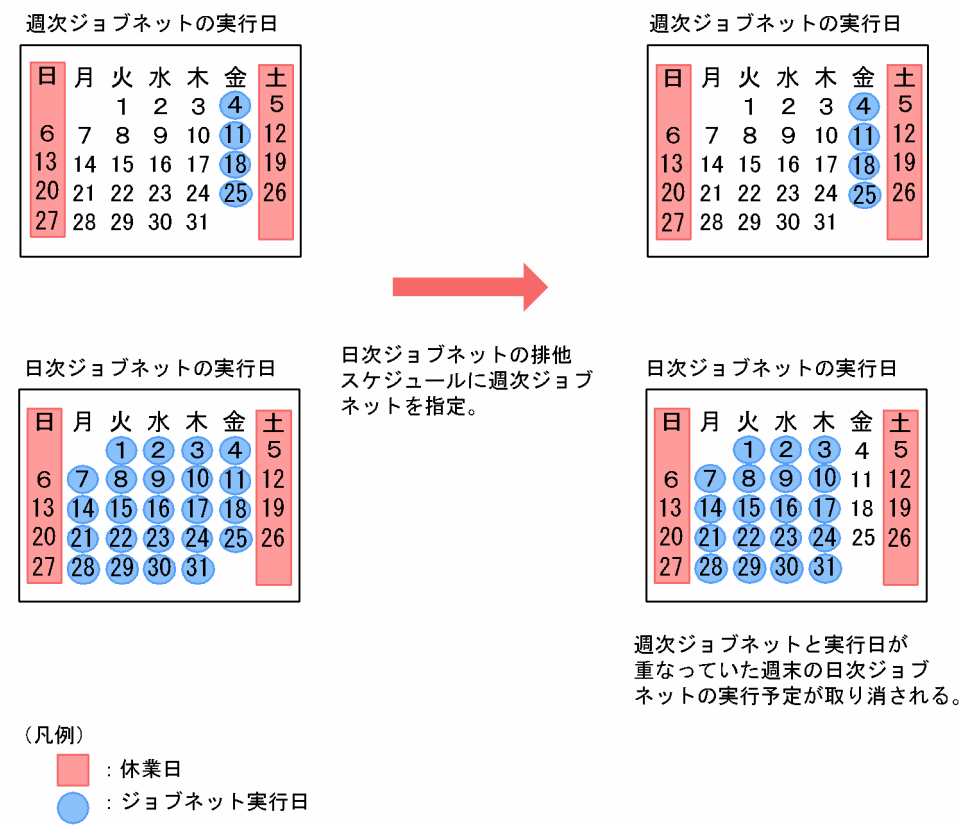 週次ジョブネットの実行日
日 月 火 水 木 金 土
1 2 3 4 5
6 7 8 9 10 11 12
13 14 15 16 17 18 19
20 21 22 23 24 25 26
27 28 29 30 31
週次ジョブネットの実行日
日 月 火 水 木 金 土
1 2 3 4 5
6 7 8 9 10 11 12
13 14 15 16 17 18 19
20 21 22 23 24 25 26
27 28 29 30 31
日次ジョブネットの実行日
日 月 火 水 木 金 土
1 2 3 4 5
6 7 8 9 10 11 12
13 14 15 16 17 18 19
20 21 22 23 24 25 26
27 28 29 30 31
日次ジョブネットの排他
スケジュールに週次ジョブ
ネットを指定。
日次ジョブネットの実行日
日 月 火 水 木 金 土
1 2 3 4 5
6 7 8 9 10 11 12
13 14 15 16 17 18 19
20 21 22 23 24 25 26
27 28 29 30 31
週次ジョブネットと実行日が
重なっていた週末の日次ジョブ
ネットの実行予定が取り消される。
（凡例）
：休業日
：ジョブネット実行日